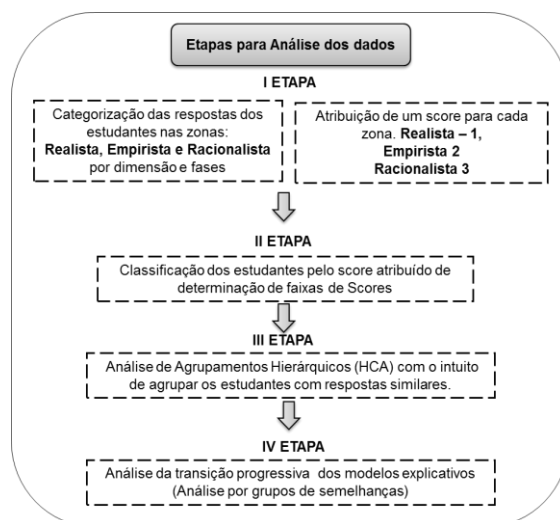 Etapas para Análise dos dados
I ETAPA
Categorização das respostas dos
estudantes nas zonas:
Realista, Empirista e Racionalista
por dimensão e fases
Atribuição de um score para cada
zona. Realista – 1,
Empirista 2
Racionalista 3
II ETAPA
Classificação dos estudantes pelo score atribuído de
determinação de faixas de Scores
III ETAPA
Análise de Agrupamentos Hierárquicos (HCA) com o intuito
de agrupar os estudantes com respostas similares.
IV ETAPA
Análise da transição progressiva dos modelos explicativos
(Análise por grupos de semelhanças)